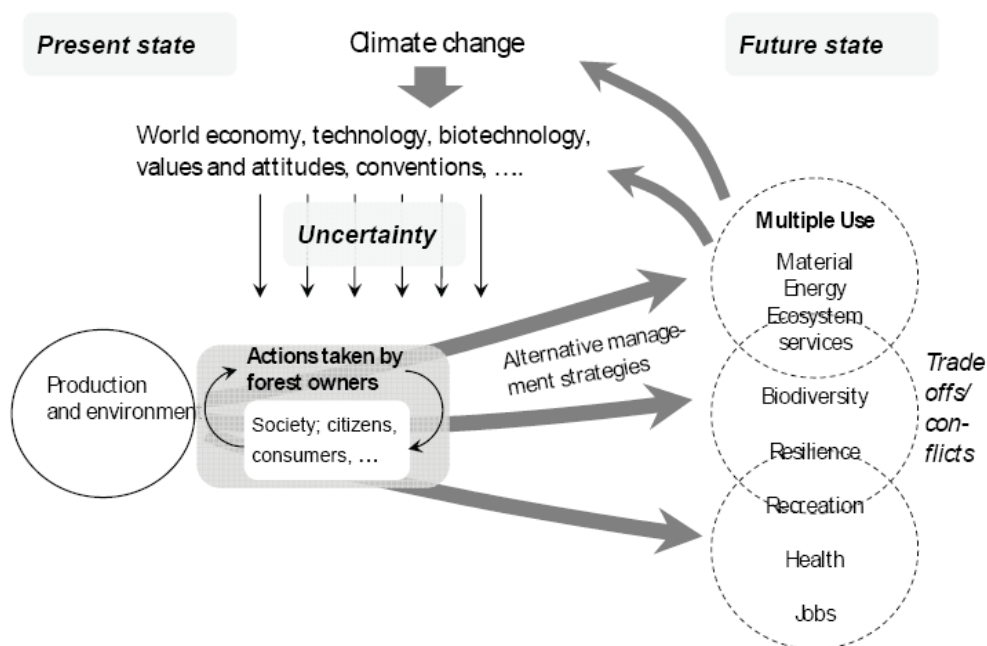 Present state
Climate change
Future state
World economy, technology, biotechnology,
values and attitudes, conventions, ....
Uncertainty
Multiple Use
Material
Energy
Ecosystem
services
Alternative manage-
ment strategies
Actions taken by
forest owners
Production
and environment
Society; citizens,
consumers, ...
Biodiversity
Resilience
Recreation
Health
Jobs
Trade
offs/
con-
flicts